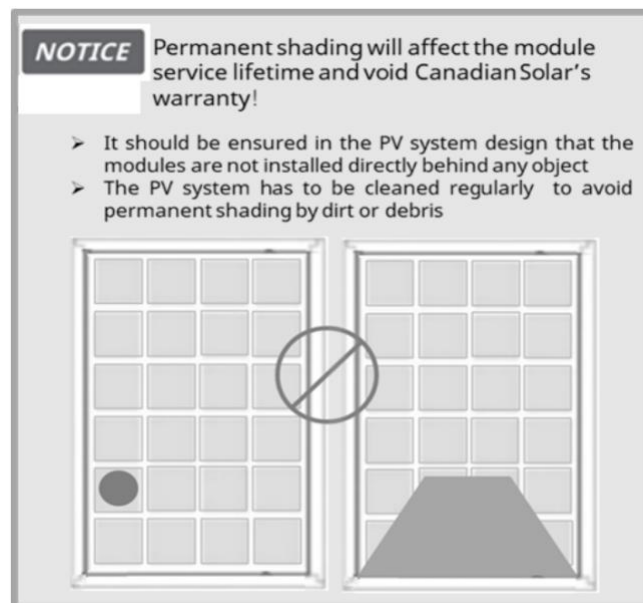 NOTICE
Permanent shading will affect the module
service lifetime and void Canadian Solar's
warranty!
➢ It should be ensured in the PV system design that the
modules are not installed directly behind any object
➢ The PV system has to be cleaned regularly to avoid
permanent shading by dirt or debris